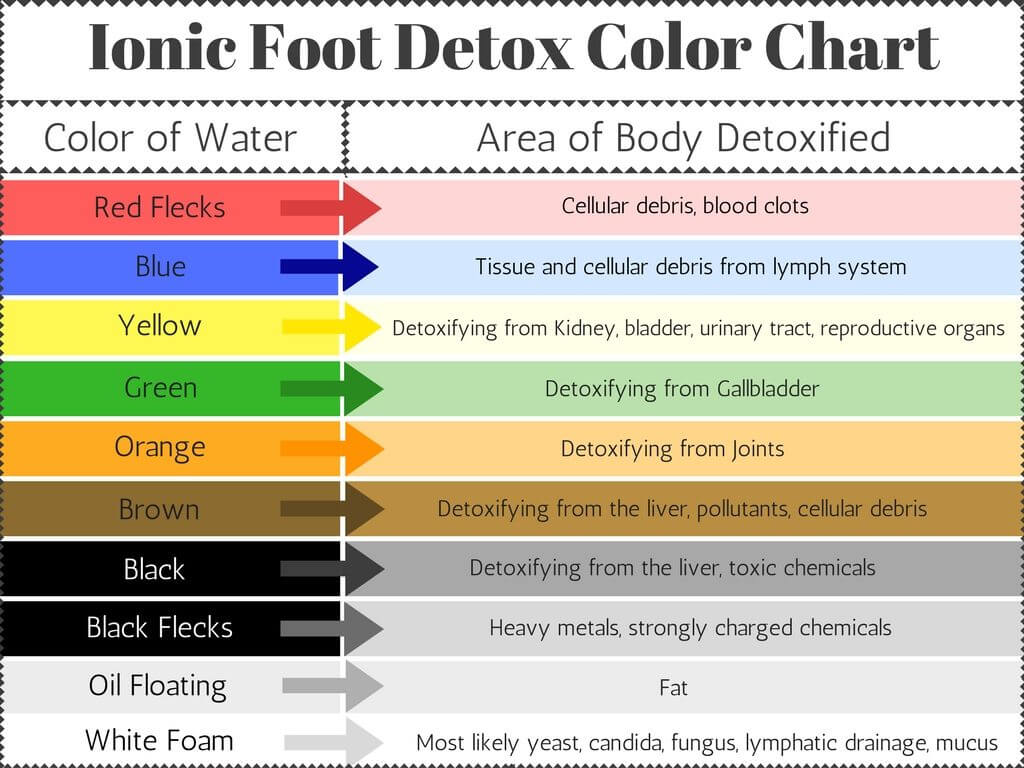 Ionic Foot Detox Color Chart
Color of Water
Area of Body Detoxified
Red Flecks
Cellular debris, blood clots
Blue
Tissue and cellular debris from lymph system
Yellow
Detoxifying from Kidney, bladder, urinary tract, reproductive organs
Green
Detoxifying from Gallbladder
Orange
Detoxifying from Joints
Brown
Detoxifying from the liver, pollutants, cellular debris
Black
Detoxifying from the liver, toxic chemicals
Black Flecks
Heavy metals, strongly charged chemicals
Oil Floating
Fat
White Foam
Most likely yeast, candida, fungus, lymphatic drainage, mucus